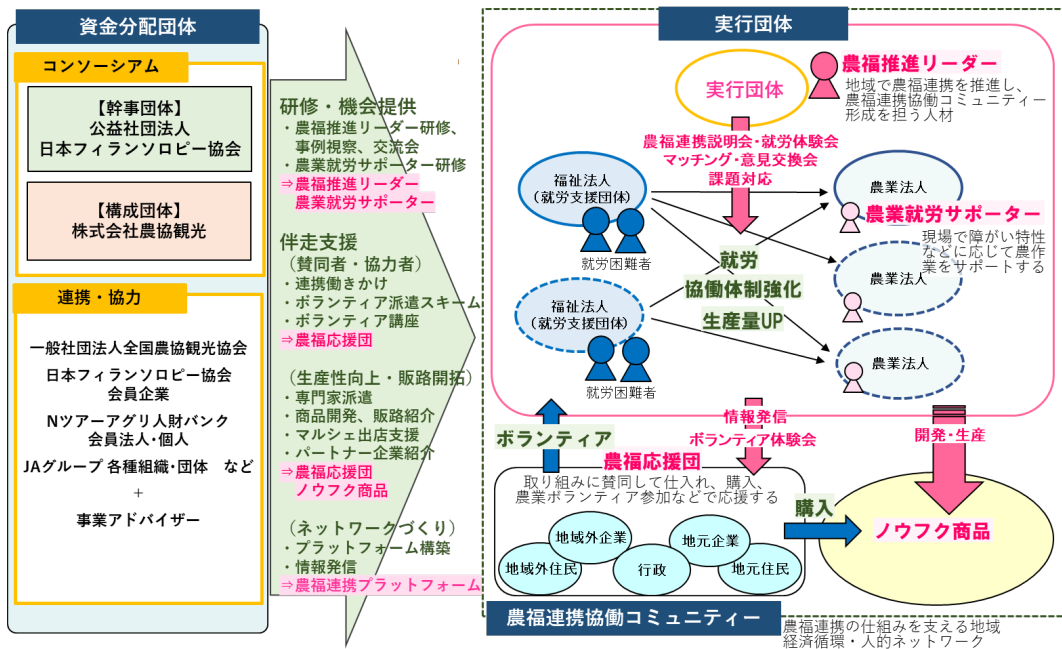 資金分配団体
コンソーシアム
【幹事団体】
公益社団法人
日本フィランソロピー協会
【構成団体】
株式会社農協観光
連携・協力
一般社団法人全国農協観光協会
日本フィランソロピー協会
会員企業
Nツアーアグリ人財バンク
会員法人・個人
JAグループ 各種組織・団体　など
+
事業アドバイザー
研修・機会提供
・農福推進リーダー研修、
事例視察、交流会
・農業就労サポーター研修
⇒農福推進リーダー
農業就労サポーター
伴走支援
（賛同者・協力者）
・連携働きかけ
・ボランティア派遣スキーム
・ボランティア講座
⇒農福応援団
（生産性向上・販路開拓）
・専門家派遣
・商品開発、販路紹介
・マルシェ出店支援
・パートナー企業紹介
⇒農福応援団
ノウフク商品
（ネットワークづくり）
・プラットフォーム構築
・情報発信
⇒農福連携プラットフォーム
実行団体
実行団体
農福推進リーダー
地域で農福連携を推進し、
農福連携協働コミュニティー
形成を担う人材
農福連携説明会・就労体験会
マッチング・意見交換会
課題対応
福祉法人
（就労支援団体）
就労困難者
福祉法人
（就労支援団体）
就労困難者
就労
協働体制強化
生産量UP
農業法人
農業就労サポーター
現場で障がい特性
などに応じて農作
業をサポートする
農業法人
農業法人
ボランティア
情報発信
ボランティア体験会
開発・生産
農福応援団
取り組みに賛同して仕入れ、購入、
農業ボランティア参加などで応援する
地域外企業
地元企業
地域外住民
行政
地元住民
購入
ノウフク商品
農福連携協働コミュニティー
農福連携の仕組みを支える地域
経済循環・人的ネットワーク